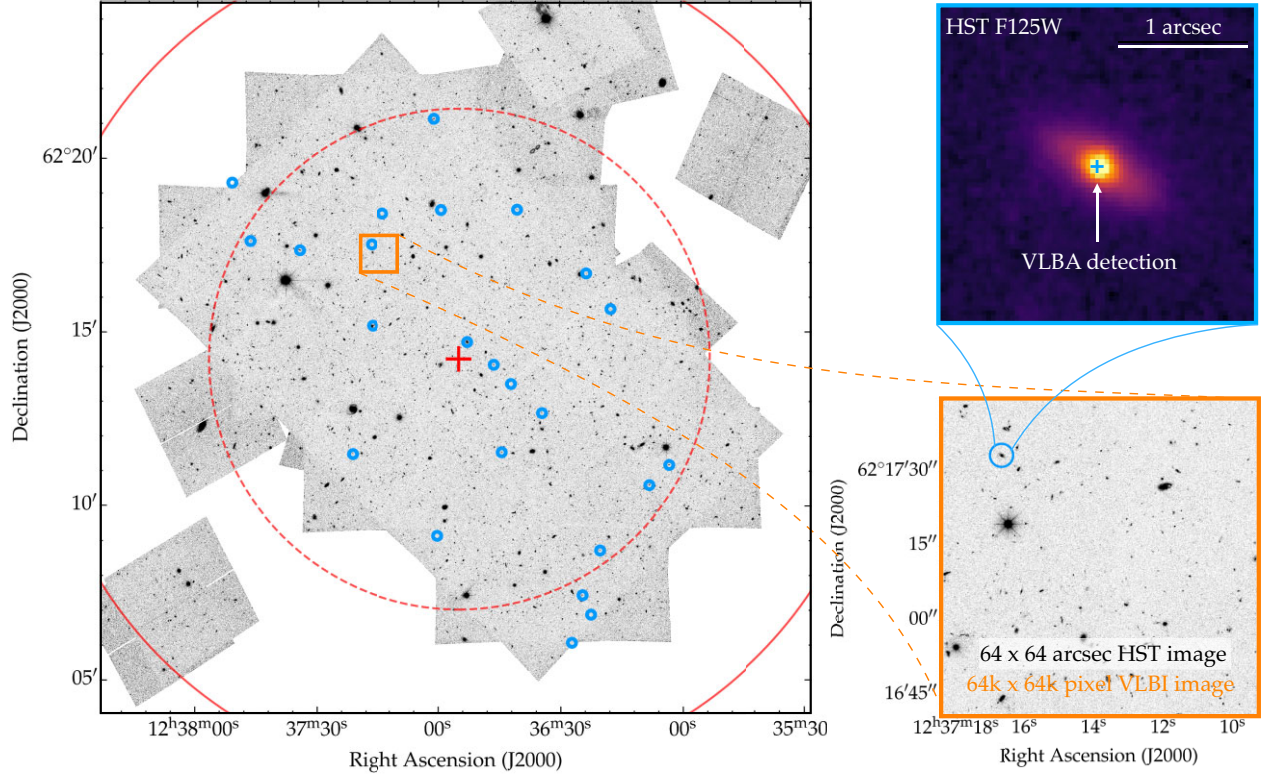 62°20′
15′
10′
05′
Declination (J2000)
12ʰ38ᵐ00ˢ
37ᵐ30ˢ
00ˢ
36ᵐ30ˢ
00ˢ
35ᵐ30
Right Ascension (J2000)
HST F125W
1 arcsec
VLBA detection
62°17′30″
15″
00″
16′45″
Declination (J2000)
64 x 64 arcsec HST image
64k x 64k pixel VLBI image
12ʰ37ᵐ18ˢ
16ˢ
14ˢ
12ˢ
10ˢ
Right Ascension (J2000)